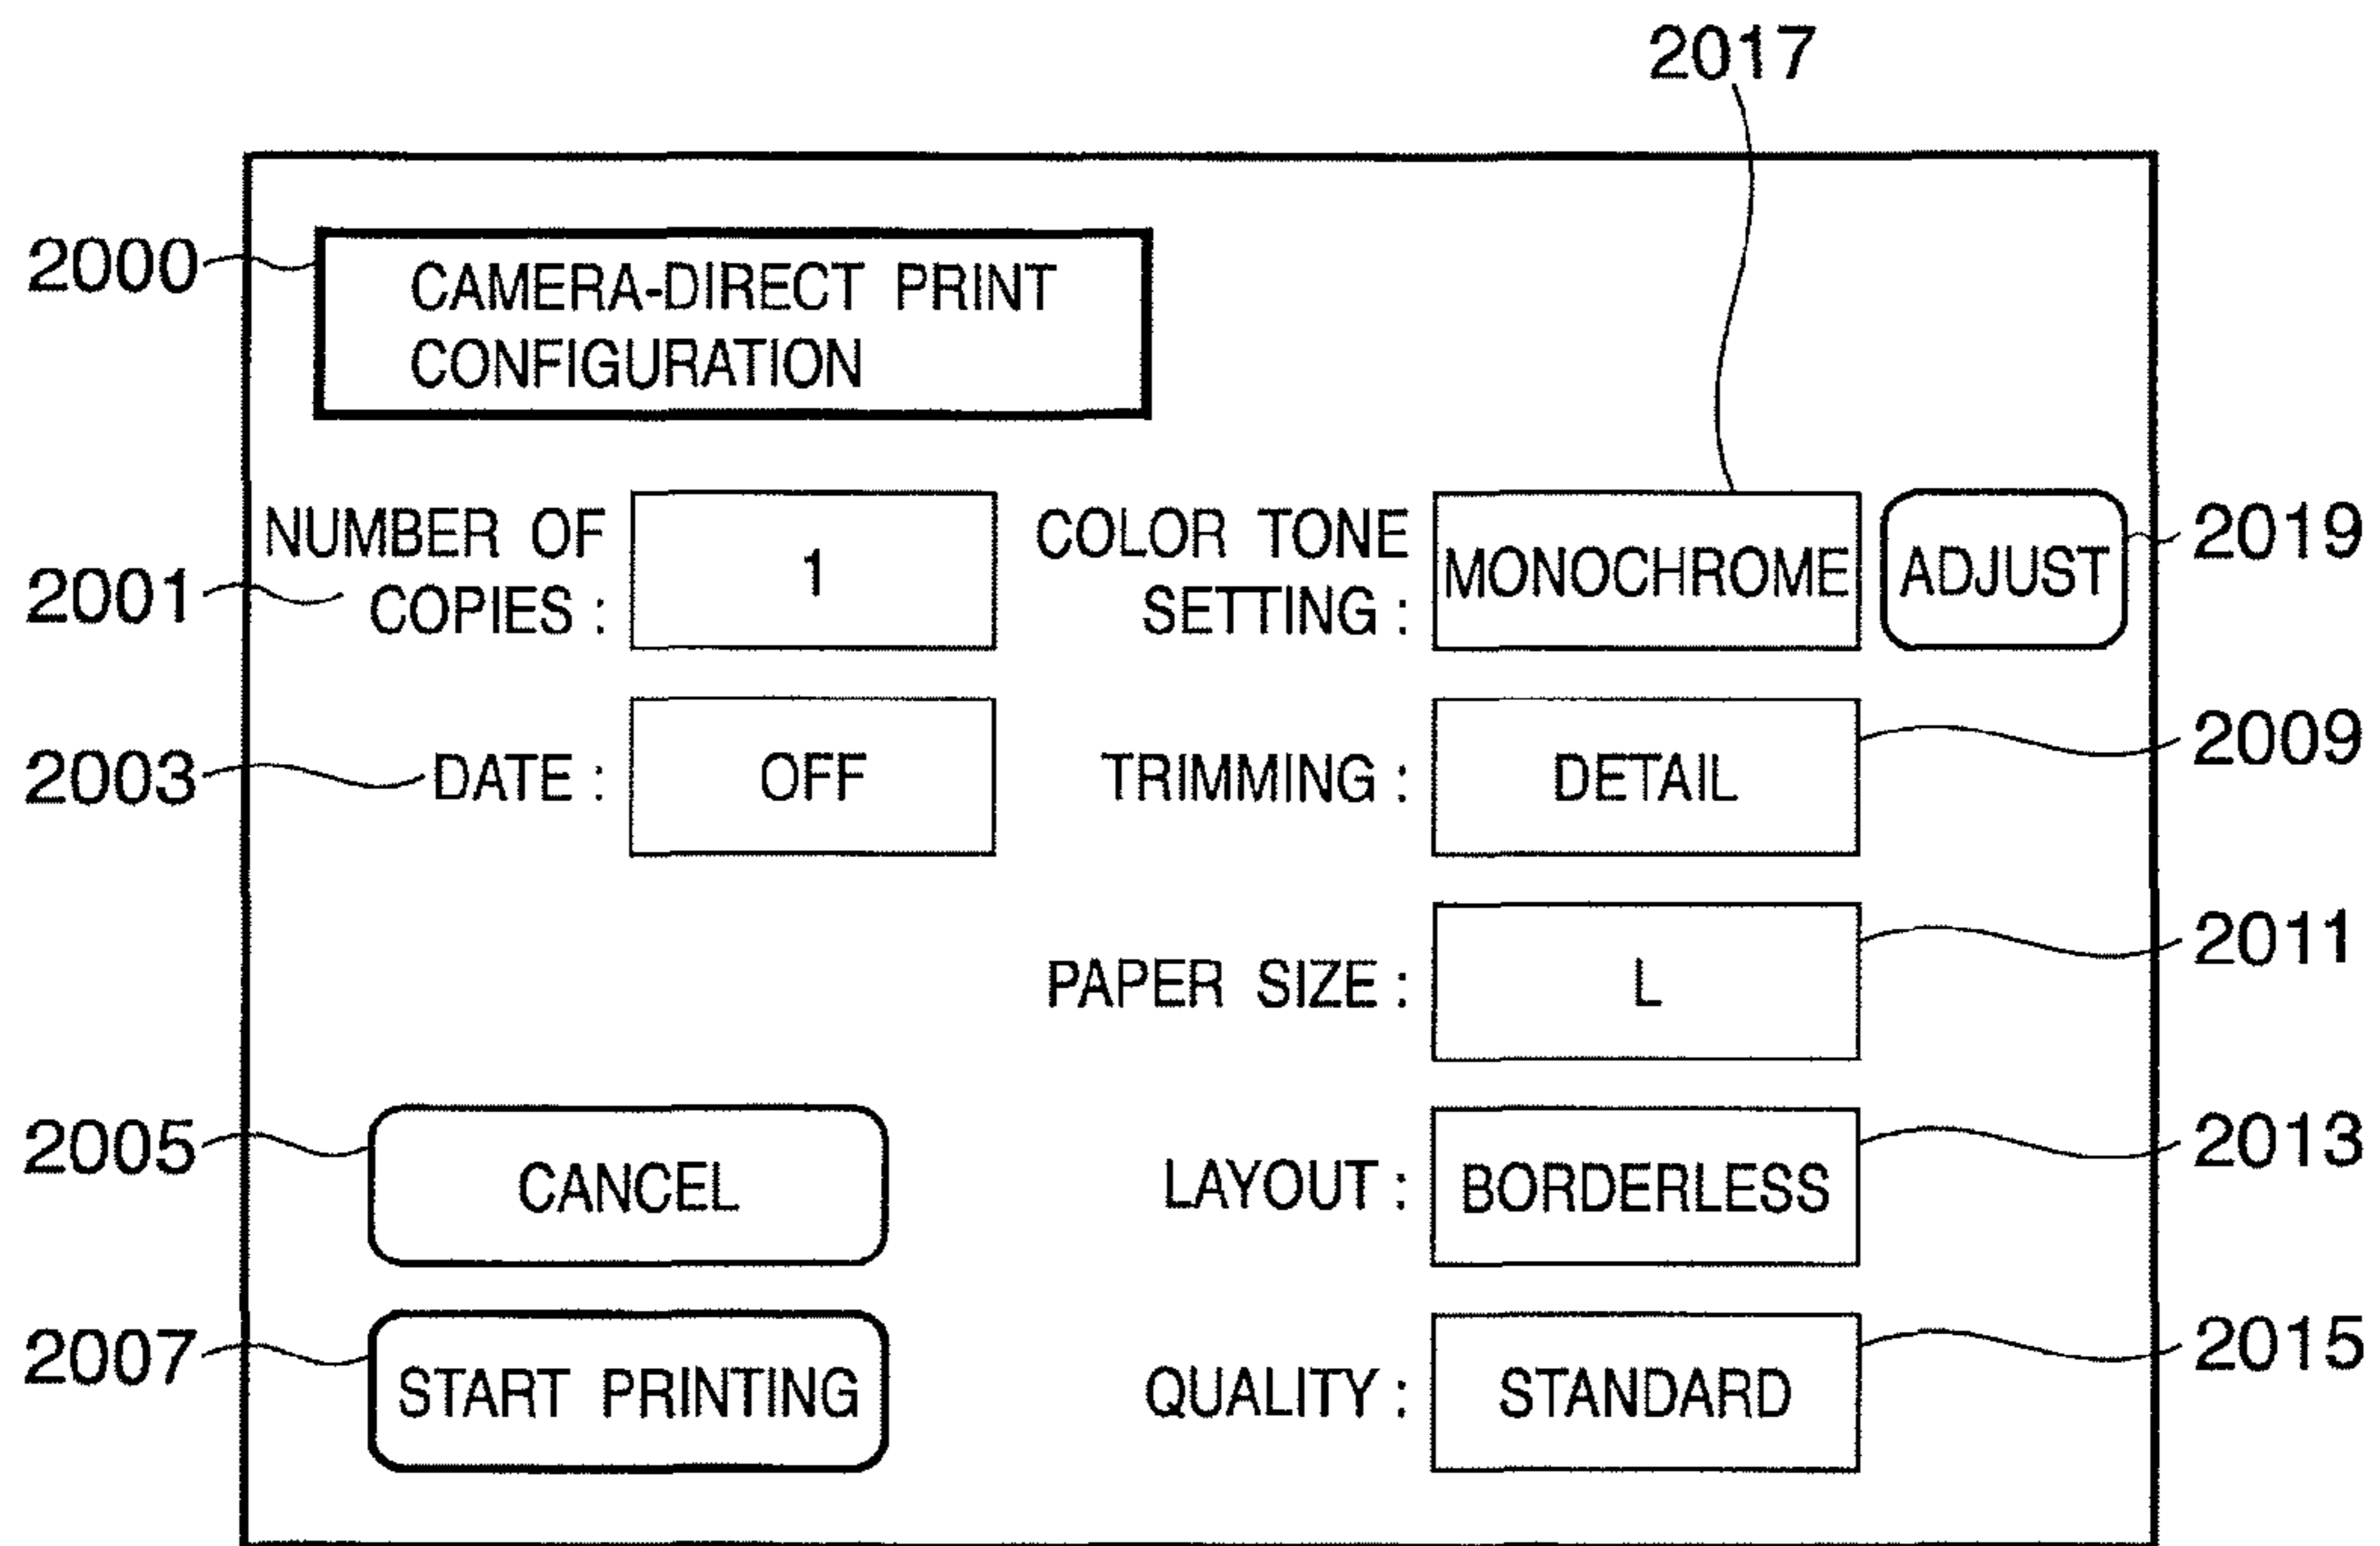 2017
2000
CAMERA-DIRECT PRINT
CONFIGURATION
NUMBER OF
COPIES :
2001
1
COLOR TONE
SETTING :
MONOCHROME
ADJUST
2019
2003
DATE :
OFF
TRIMMING :
DETAIL
2009
PAPER SIZE :
L
2011
2005
CANCEL
LAYOUT :
BORDERLESS
2013
2007
START PRINTING
QUALITY :
STANDARD
2015